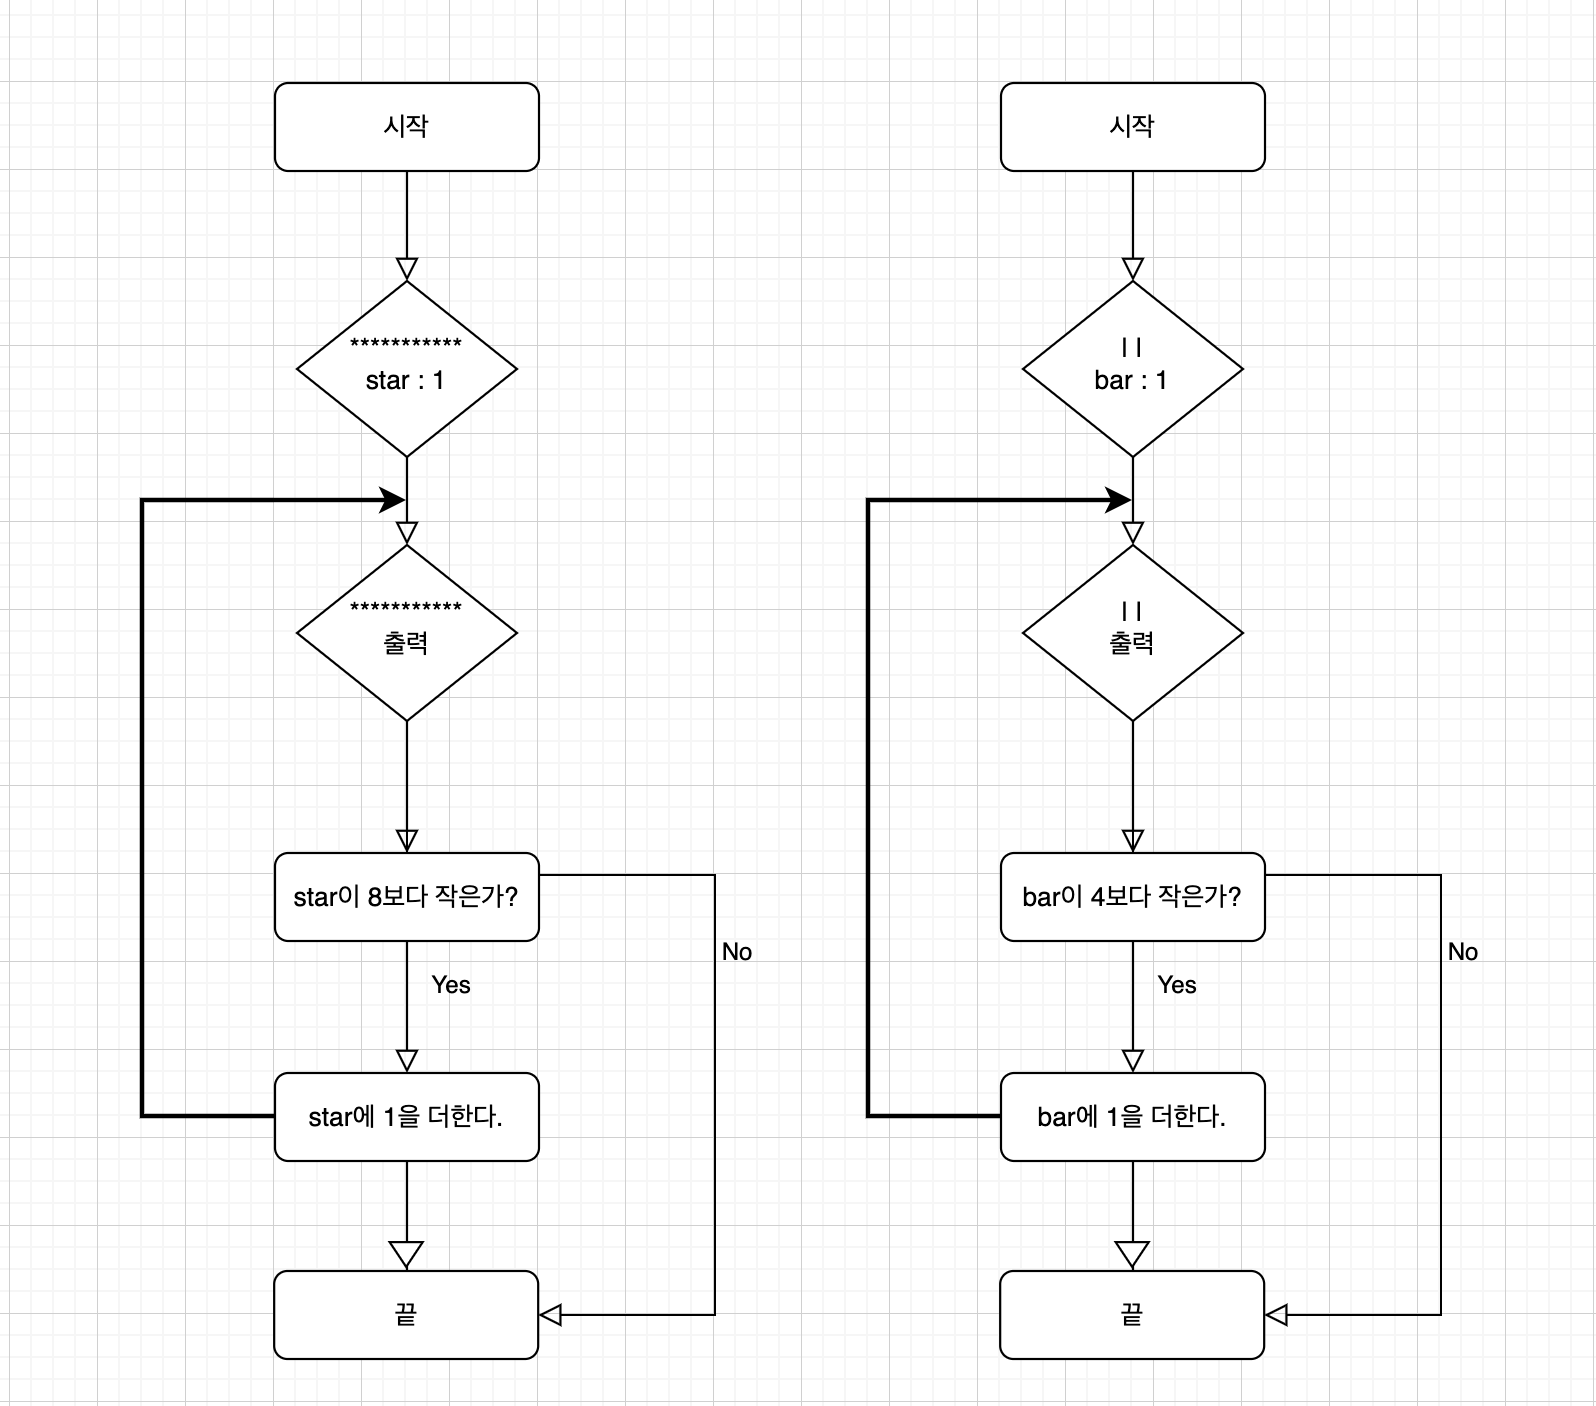 시작
***********
star : 1
***********
출력
star이 8보다 작은가?
No
Yes
star에 1을 더한다.
끝
시작
| |
bar : 1
| |
출력
bar이 4보다 작은가?
No
Yes
bar에 1을 더한다.
끝